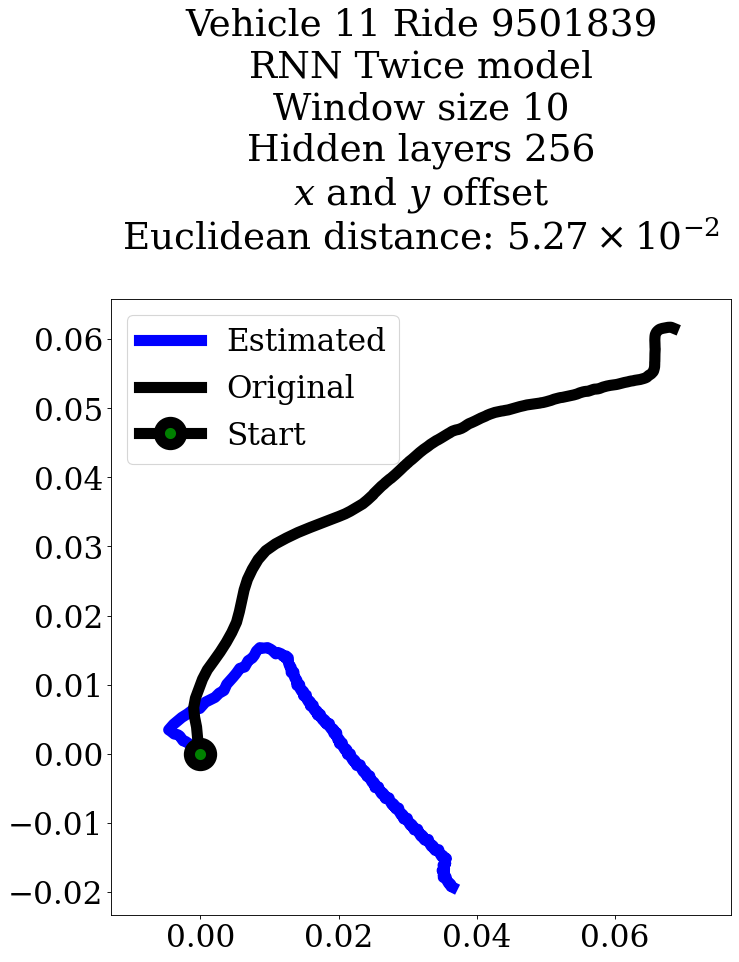 Vehicle 11 Ride 9501839
RNN Twice model
Window size 10
Hidden layers 256
x and y offset
Euclidean distance: 5.27 × 10⁻²
Estimated
Original
Start
0.06
0.05
0.04
0.03
0.02
0.01
0.00
−0.01
−0.02
0.00 0.02 0.04 0.06